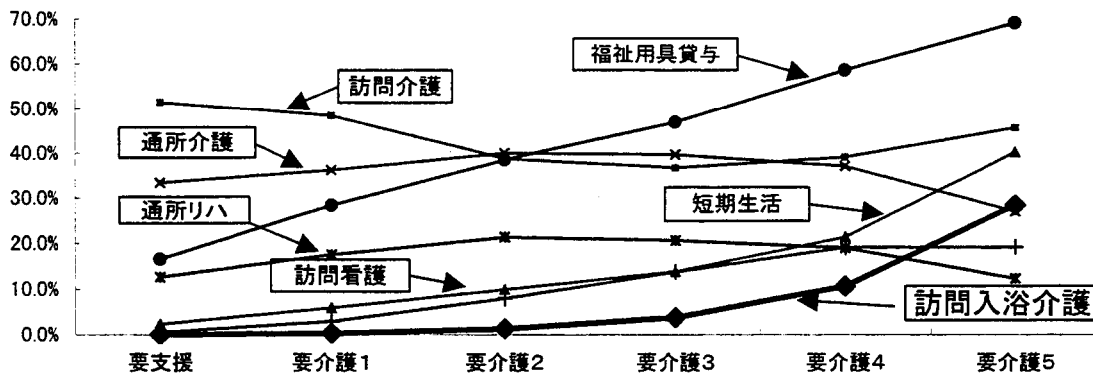 70.0%
60.0%
50.0%
40.0%
30.0%
20.0%
10.0%
0.0%
福祉用具貸与
訪問介護
通所介護
通所リハ
短期生活
訪問看護
訪問入浴介護
要支援 要介護1 要介護2 要介護3 要介護4 要介護5